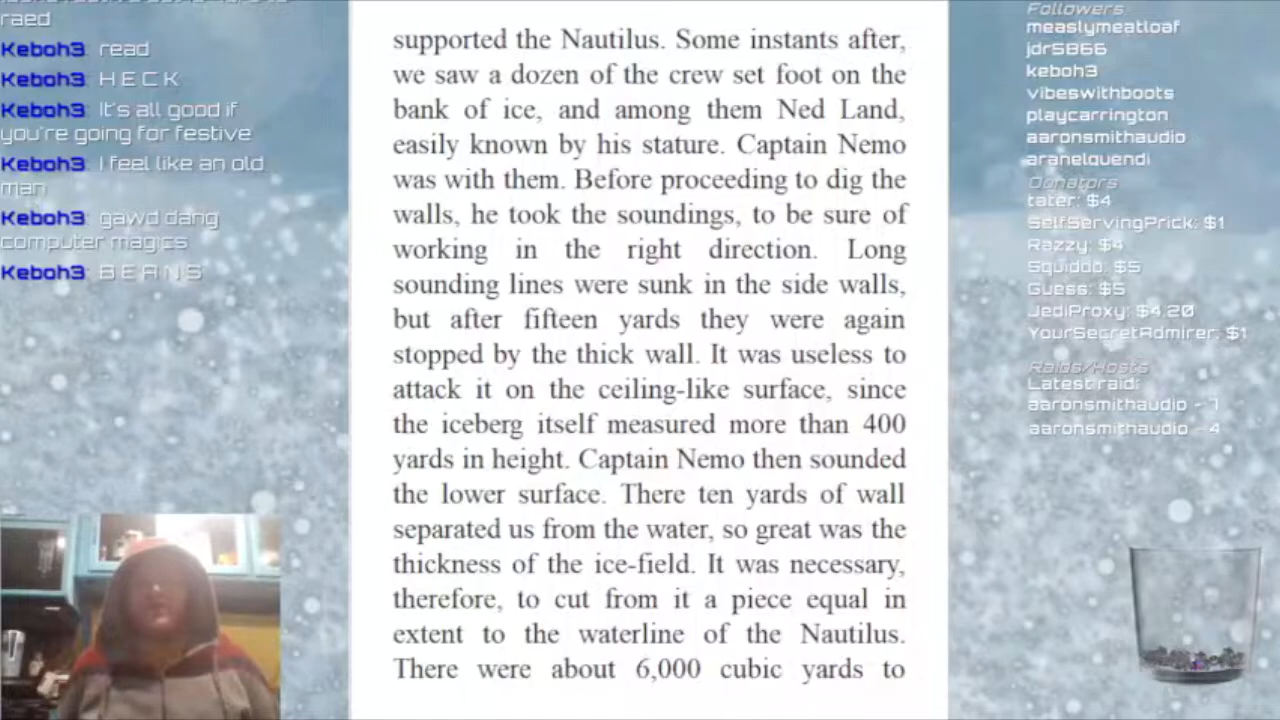 raed
Keboh3: read
Keboh3: H E C K
Keboh3: It's all good if
you're going for festive
Keboh3: I feel like an old
man
Keboh3: gawd dang
computer magics
Keboh3: B E A N S
supported the Nautilus. Some instants after,
we saw a dozen of the crew set foot on the
bank of ice, and among them Ned Land,
easily known by his stature. Captain Nemo
was with them. Before proceeding to dig the
walls, he took the soundings, to be sure of
working in the right direction. Long
sounding lines were sunk in the side walls,
but after fifteen yards they were again
stopped by the thick wall. It was useless to
attack it on the ceiling-like surface, since
the iceberg itself measured more than 400
yards in height. Captain Nemo then sounded
the lower surface. There ten yards of wall
separated us from the water, so great was the
thickness of the ice-field. It was necessary,
therefore, to cut from it a piece equal in
extent to the waterline of the Nautilus.
There were about 6,000 cubic yards to
Followers
measlymeatloaf
jdr5866
keboh3
vibeswithboots
playcarrington
aaronsmithaudio
aranelquendi
Donators
tater: $4
SelfServingPrick: $1
Razzy: $4
Squiddo: $5
Guess: $5
JediProxy: $4.20
YourSecretAdmirer: $1
Raids/Hosts
Latest raid:
aaronsmithaudio - 7
aaronsmithaudio - 4